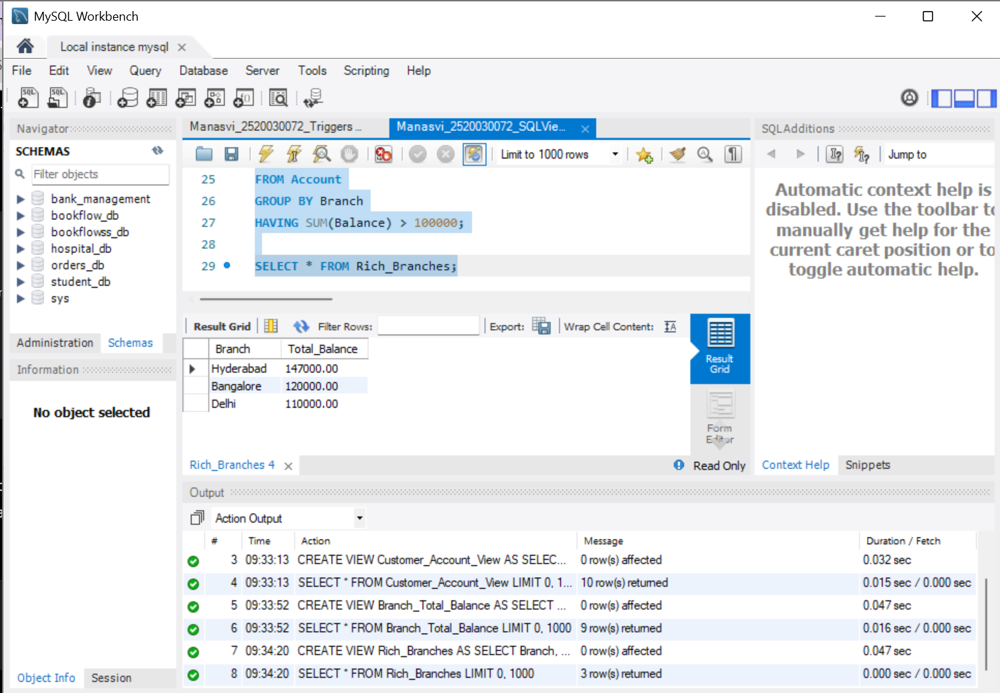 MySQL Workbench
Local instance mysql
File Edit View Query Database Server Tools Scripting Help
Navigator
SCHEMAS
Filter objects
bank_management
bookflow_db
bookflowss_db
hospital_db
orders_db
student_db
sys
Administration Schemas
Information
No object selected
Object Info Session
Manasvi_2520030072_Triggers ... Manasvi_2520030072_SQLVie...
Limit to 1000 rows
25 FROM Account
26 GROUP BY Branch
27 HAVING SUM(Balance) > 100000;
28
29 SELECT * FROM Rich_Branches;
Result Grid Filter Rows: Export: Wrap Cell Content:
Branch Total_Balance
Hyderabad 147000.00
Bangalore 120000.00
Delhi 110000.00
Result
Grid
Form
Editor
Rich_Branches 4
Read Only
SQLAdditions
Jump to
Automatic context help is
disabled. Use the toolbar to
manually get help for the
current caret position or to
toggle automatic help.
Context Help Snippets
Output
Action Output
# Time Action Message Duration / Fetch
3 09:33:13 CREATE VIEW Customer_Account_View AS SELEC... 0 row(s) affected 0.032 sec
4 09:33:13 SELECT * FROM Customer_Account_View LIMIT 0, 1... 10 row(s) returned 0.015 sec / 0.000 sec
5 09:33:52 CREATE VIEW Branch_Total_Balance AS SELECT ... 0 row(s) affected 0.047 sec
6 09:33:52 SELECT * FROM Branch_Total_Balance LIMIT 0, 1000 9 row(s) returned 0.016 sec / 0.000 sec
7 09:34:20 CREATE VIEW Rich_Branches AS SELECT Branch, ... 0 row(s) affected 0.047 sec
8 09:34:20 SELECT * FROM Rich_Branches LIMIT 0, 1000 3 row(s) returned 0.000 sec / 0.000 sec